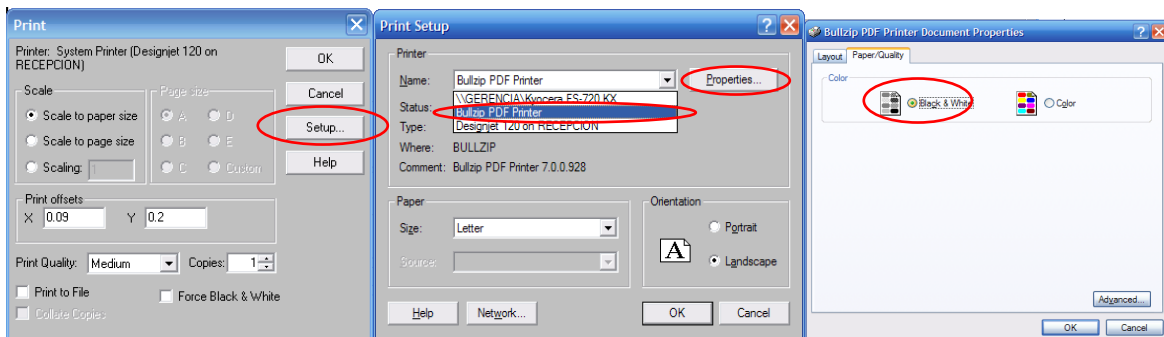 Print
Printer: System Printer (Designjet 120 on
RECEPCION)
OK
Cancel
Setup...
Help
Scale
Scale to paper size
Scale to page size
Scaling: 1
Page size
A D
B E
C Custom
Print offsets
X 0.09 Y 0.2
Print Quality: Medium Copies: 1
Print to File Force Black & White
Collate Copies
Print Setup
Printer
Name: Bullzip PDF Printer Properties...
\\GERENCIA\Kyocera FS-720 KX
Status: Bullzip PDF Printer
Type: Designjet 120 on RECEPCION
Where: BULLZIP
Comment: Bullzip PDF Printer 7.0.0.928
Paper
Size: Letter
Source:
Orientation
Portrait
A Landscape
Help Network... OK Cancel
Bullzip PDF Printer Document Properties
Layout Paper/Quality
Color
Black & White Color
Advanced...
OK Cancel